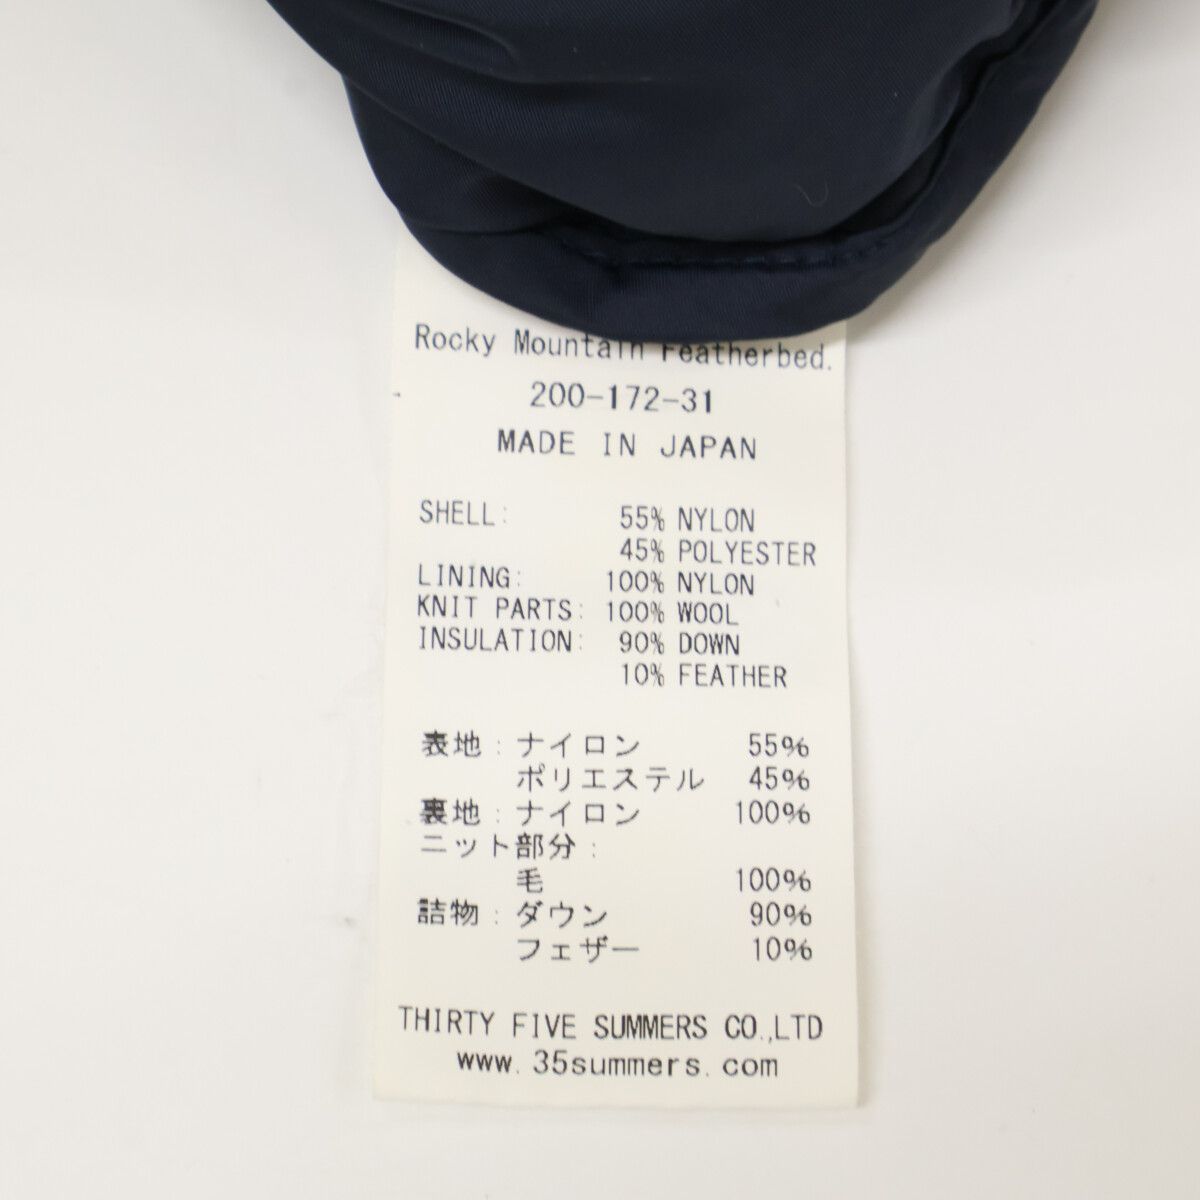 Rocky Mountain Featherbed.
200-172-31
MADE IN JAPAN
SHELL: 55% NYLON
45% POLYESTER
LINING: 100% NYLON
KNIT PARTS: 100% WOOL
INSULATION: 90% DOWN
10% FEATHER
表地：ナイロン 55%
ポリエステル 45%
裏地：ナイロン 100%
ニット部分：
毛 100%
詰物：ダウン 90%
フェザー 10%
THIRTY FIVE SUMMERS CO.,LTD
www.35summers.com